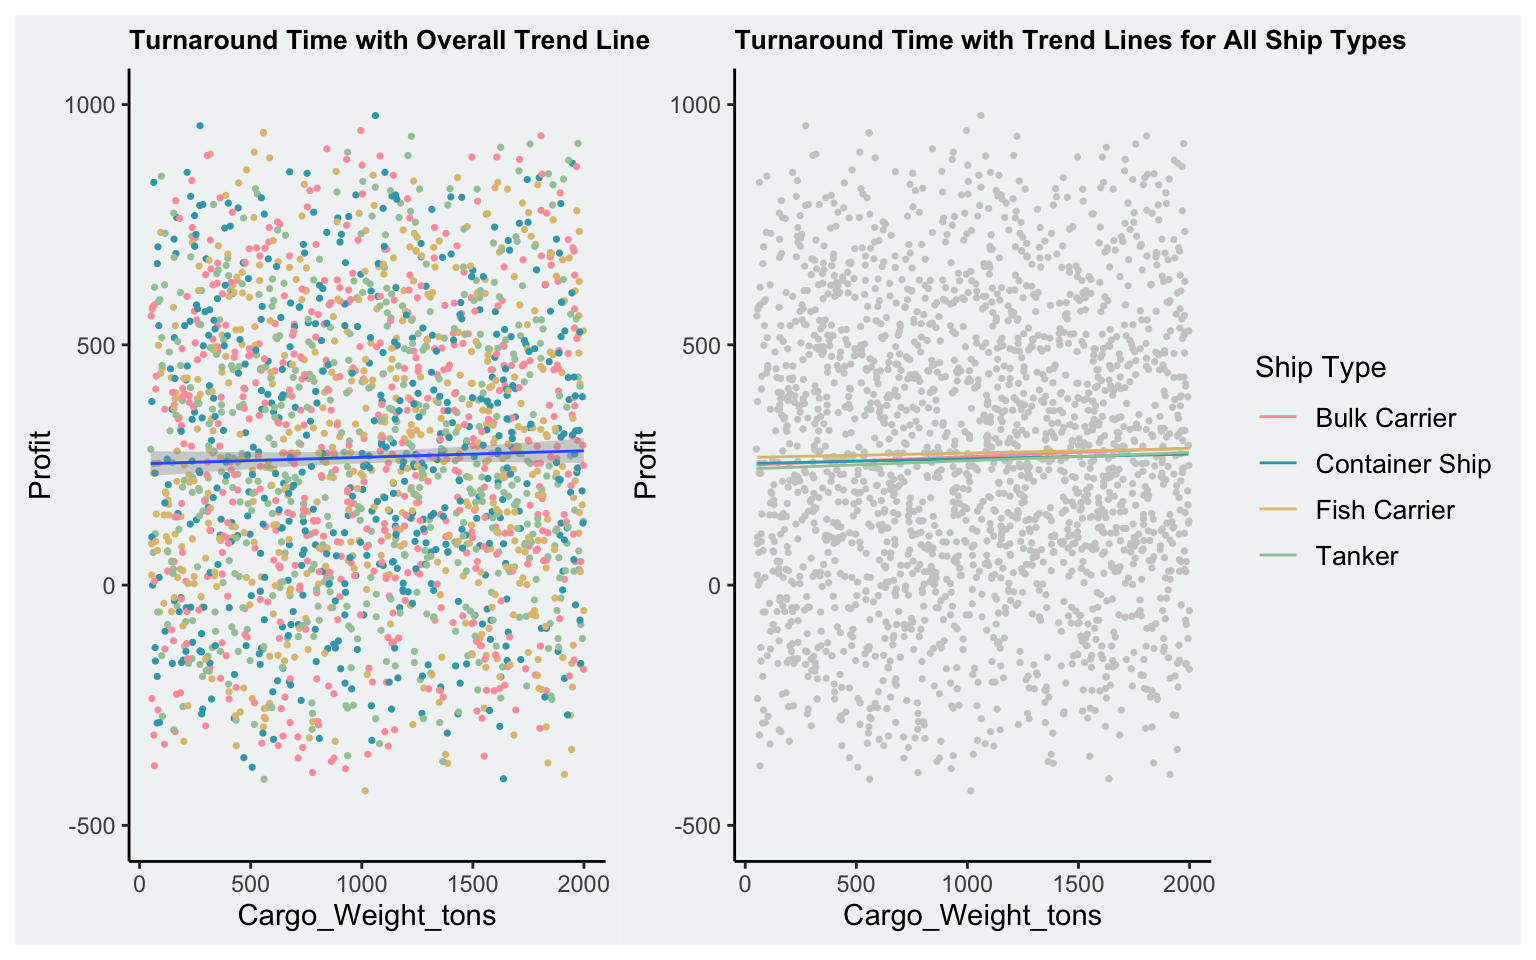 Turnaround Time with Overall Trend Line
1000
500
0
-500
Profit
0 500 1000 1500 2000
Cargo_Weight_tons
Turnaround Time with Trend Lines for All Ship Types
1000
500
0
-500
Profit
0 500 1000 1500 2000
Cargo_Weight_tons
Ship Type
Bulk Carrier
Container Ship
Fish Carrier
Tanker